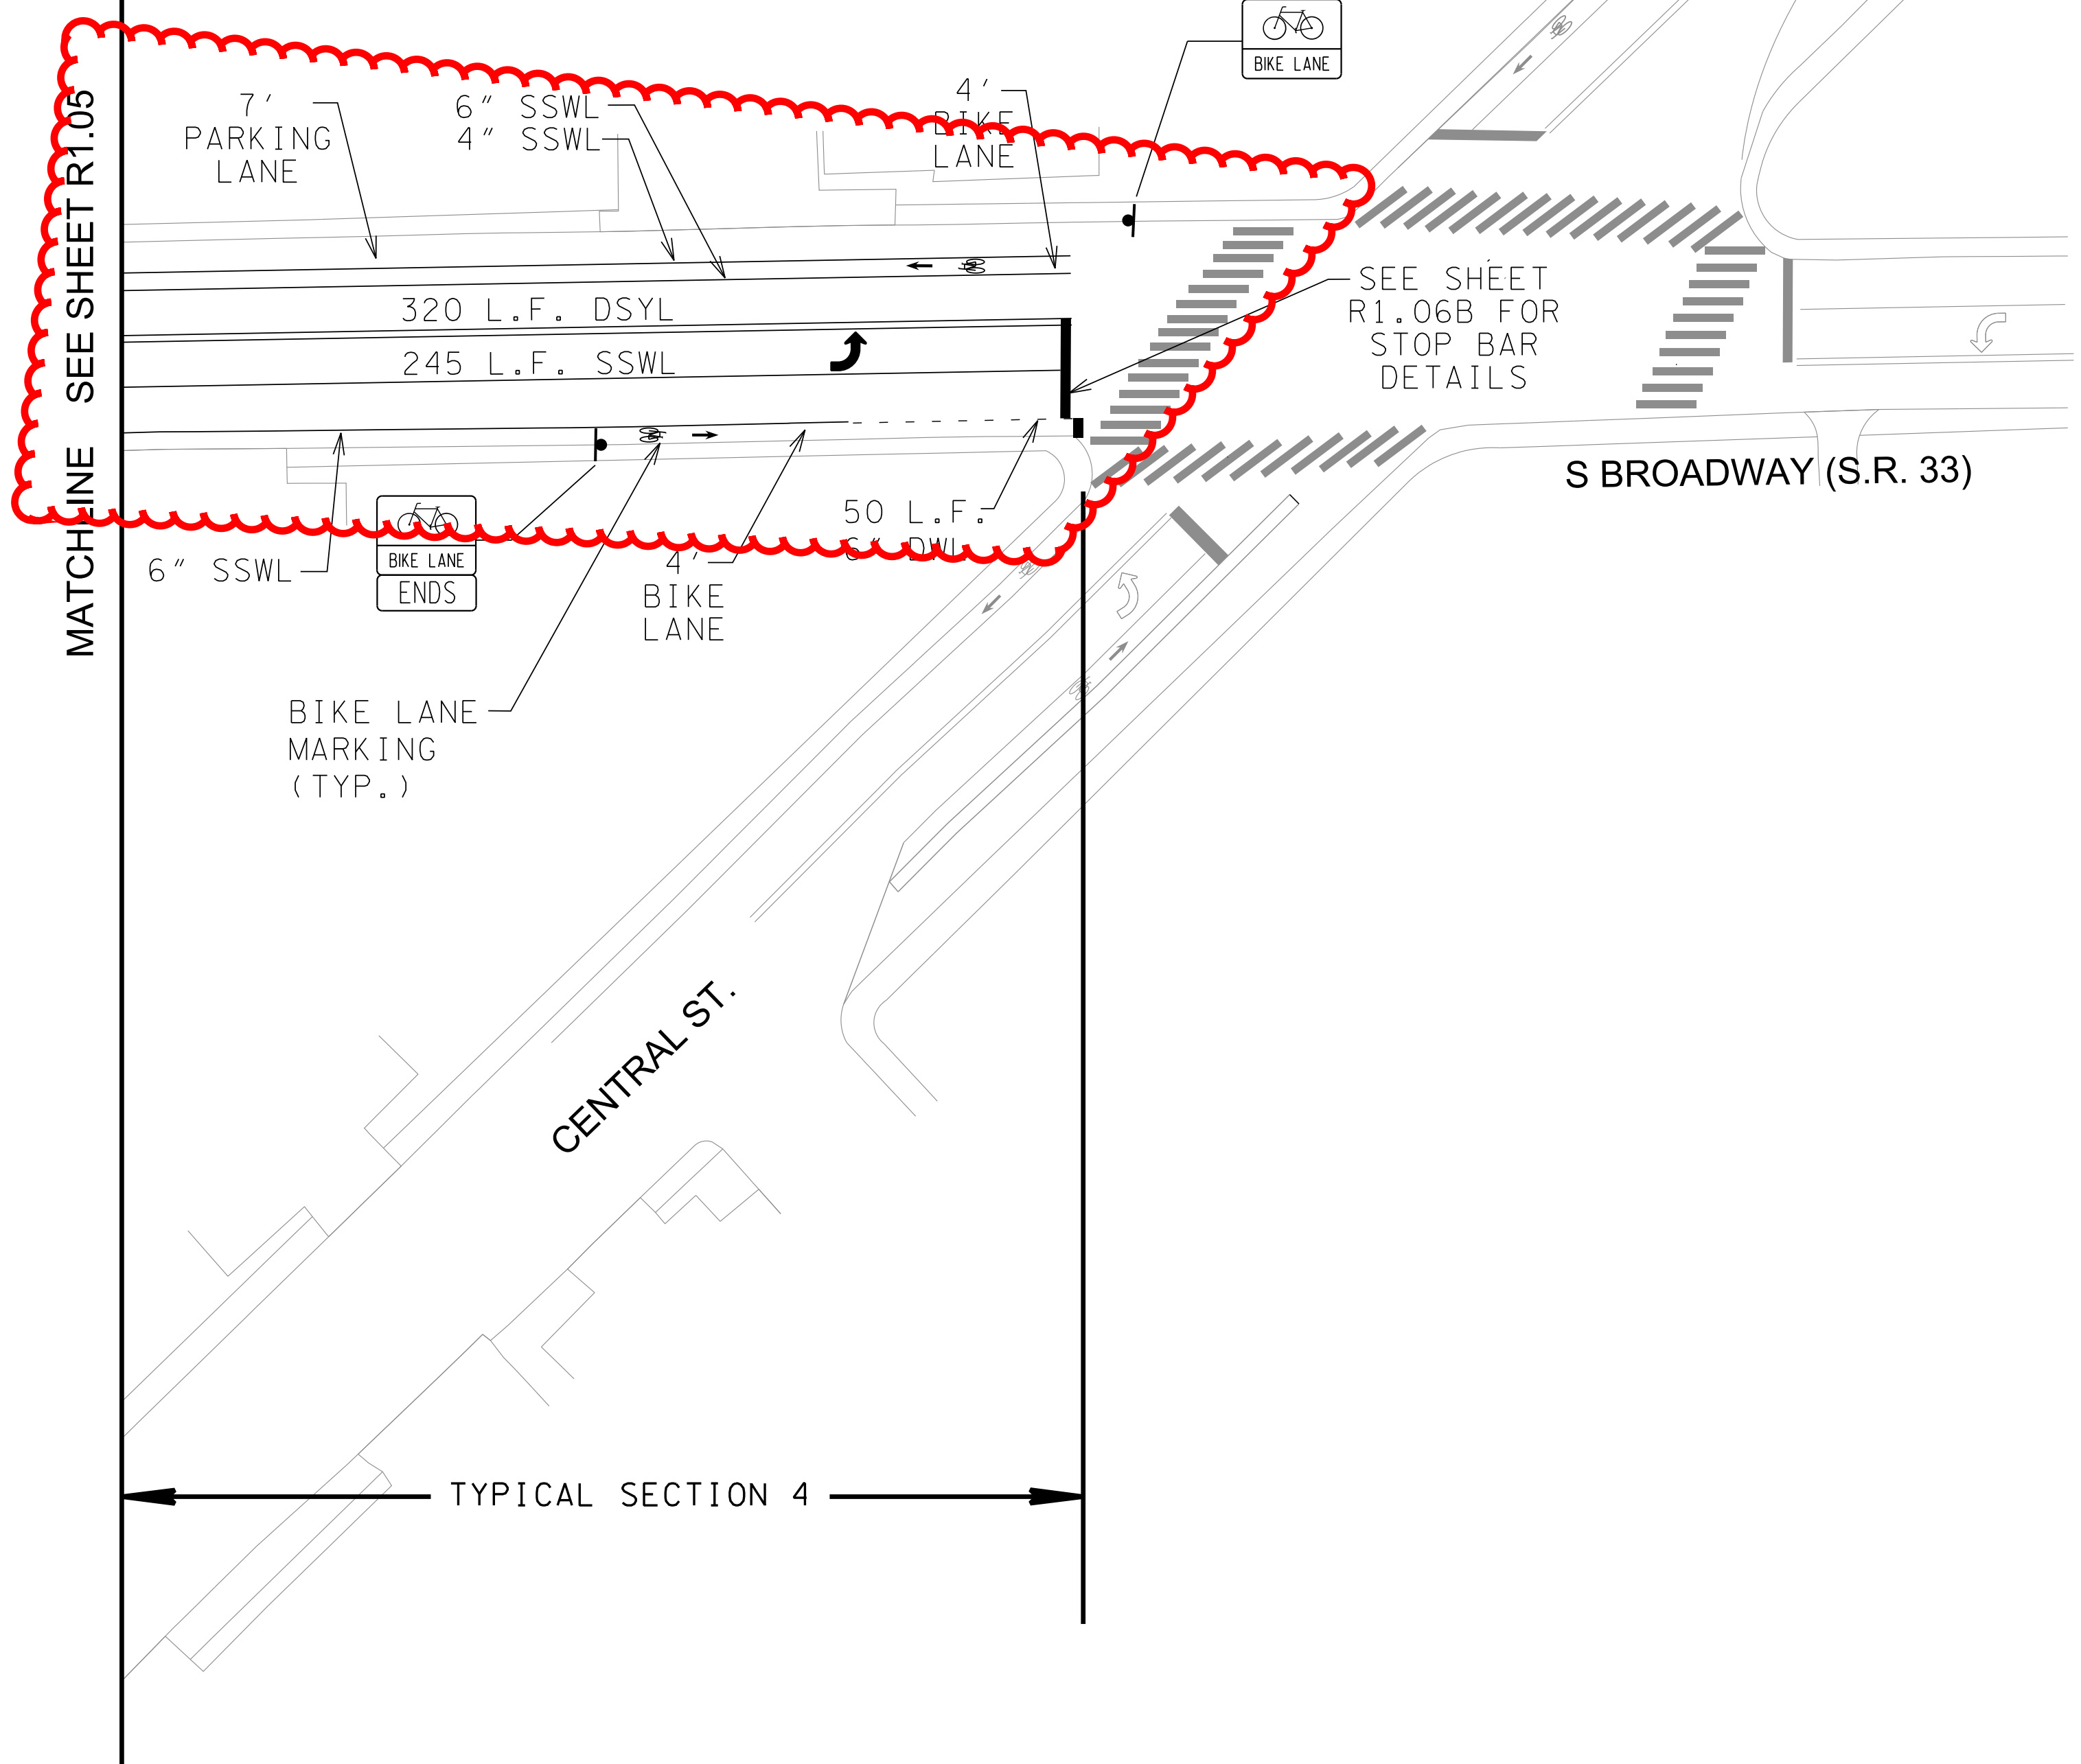 BIKE LANE
MATCHLINE SEE SHEET R1.05
7'
PARKING
LANE
6" SSWL
4" SSWL
4'
BIKE
LANE
320 L.F. DSYL
245 L.F. SSWL
SEE SHEET
R1.06B FOR
STOP BAR
DETAILS
S BROADWAY (S.R. 33)
6" SSWL
BIKE LANE
ENDS
4'
BIKE
LANE
50 L.F.
6" DWL
BIKE LANE
MARKING
(TYP.)
CENTRAL ST.
TYPICAL SECTION 4